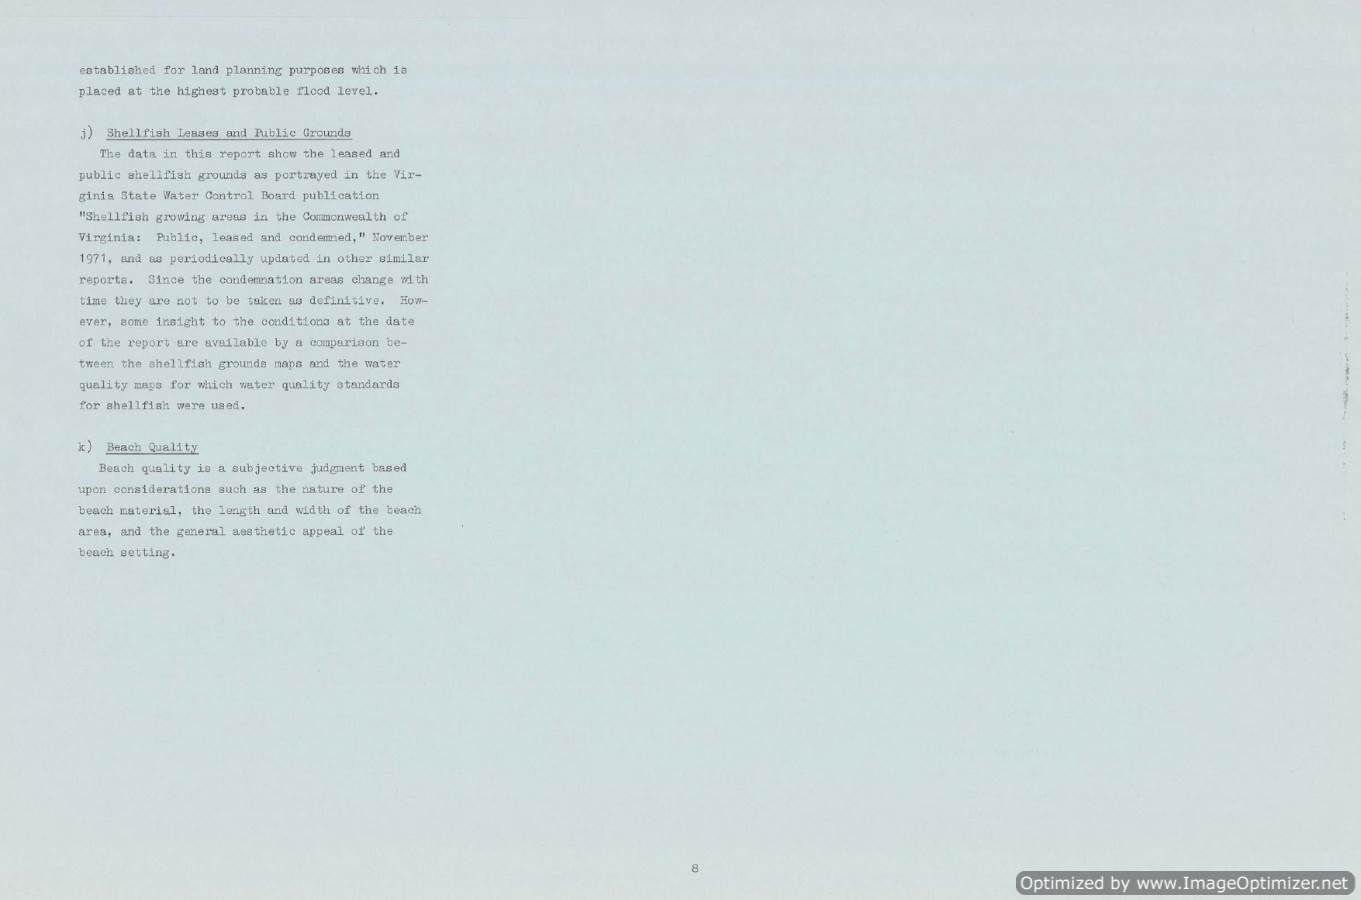 established for land planning purposes which is
placed at the highest probable flood level.
j) Shellfish Leases and Public Grounds
The data in this report show the leased and
public shellfish grounds as portrayed in the Vir-
ginia State Water Control Board publication
"Shellfish growing areas in the Commonwealth of
Virginia: Public, leased and condemned," November
1971, and as periodically updated in other similar
reports. Since the condemnation areas change with
time they are not to be taken as definitive. How-
ever, some insight to the conditions at the date
of the report are available by a comparison be-
tween the shellfish grounds maps and the water
quality maps for which water quality standards
for shellfish were used.
k) Beach Quality
Beach quality is a subjective judgment based
upon considerations such as the nature of the
beach material, the length and width of the beach
area, and the general aesthetic appeal of the
beach setting.
8
Optimized by www.ImageOptimizer.net